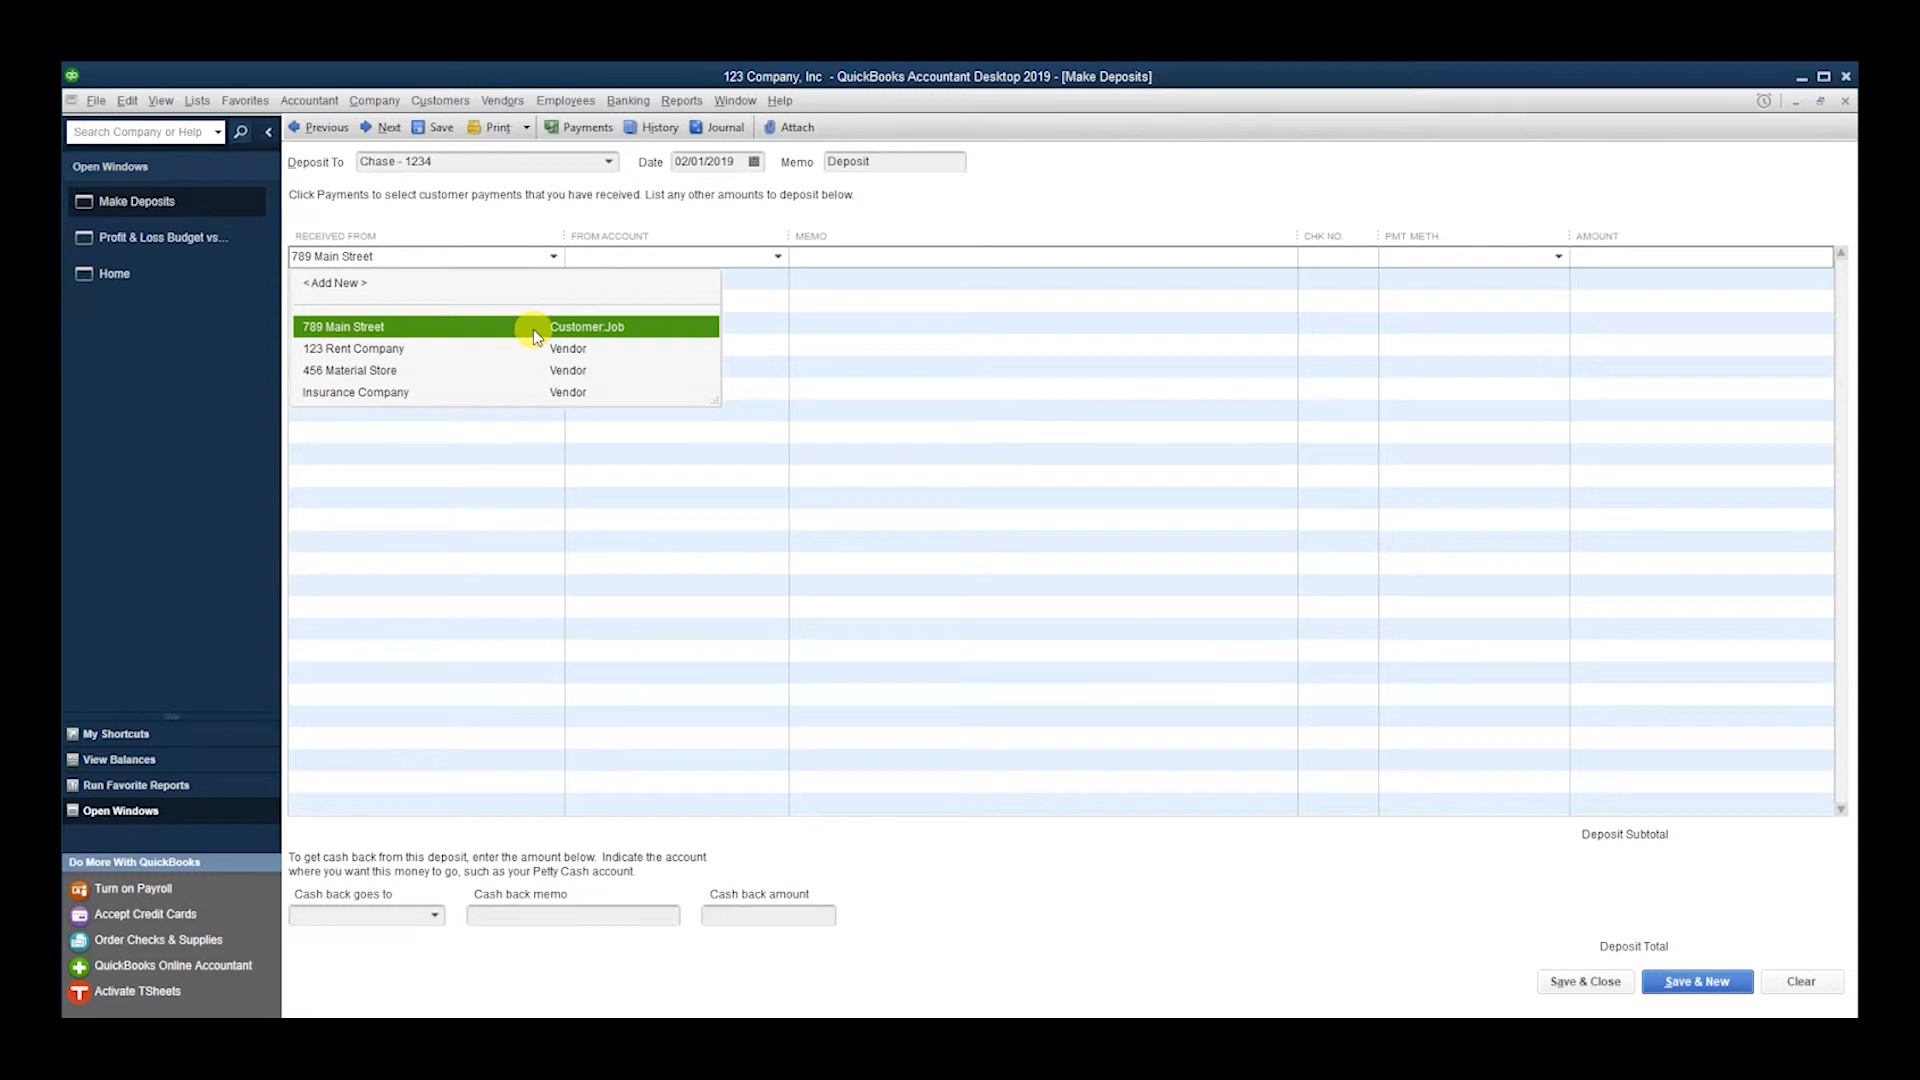 123 Company, Inc - QuickBooks Accountant Desktop 2019 - [Make Deposits]
File Edit View Lists Favorites Accountant Company Customers Vendors Employees Banking Reports Window Help
Search Company or Help
Previous Next Save Print Payments History Journal Attach
Open Windows
Make Deposits
Profit & Loss Budget vs...
Home
Deposit To Chase - 1234 Date 02/01/2019 Memo Deposit
Click Payments to select customer payments that you have received. List any other amounts to deposit below.
RECEIVED FROM FROM ACCOUNT MEMO CHK NO. PMT METH. AMOUNT
789 Main Street
< Add New >
789 Main Street Customer:Job
123 Rent Company Vendor
456 Material Store Vendor
Insurance Company Vendor
My Shortcuts
View Balances
Run Favorite Reports
Open Windows
Do More With QuickBooks
Turn on Payroll
Accept Credit Cards
Order Checks & Supplies
QuickBooks Online Accountant
Activate TSheets
Deposit Subtotal
To get cash back from this deposit, enter the amount below. Indicate the account
where you want this money to go, such as your Petty Cash account.
Cash back goes to Cash back memo Cash back amount
Deposit Total
Save & Close Save & New Clear